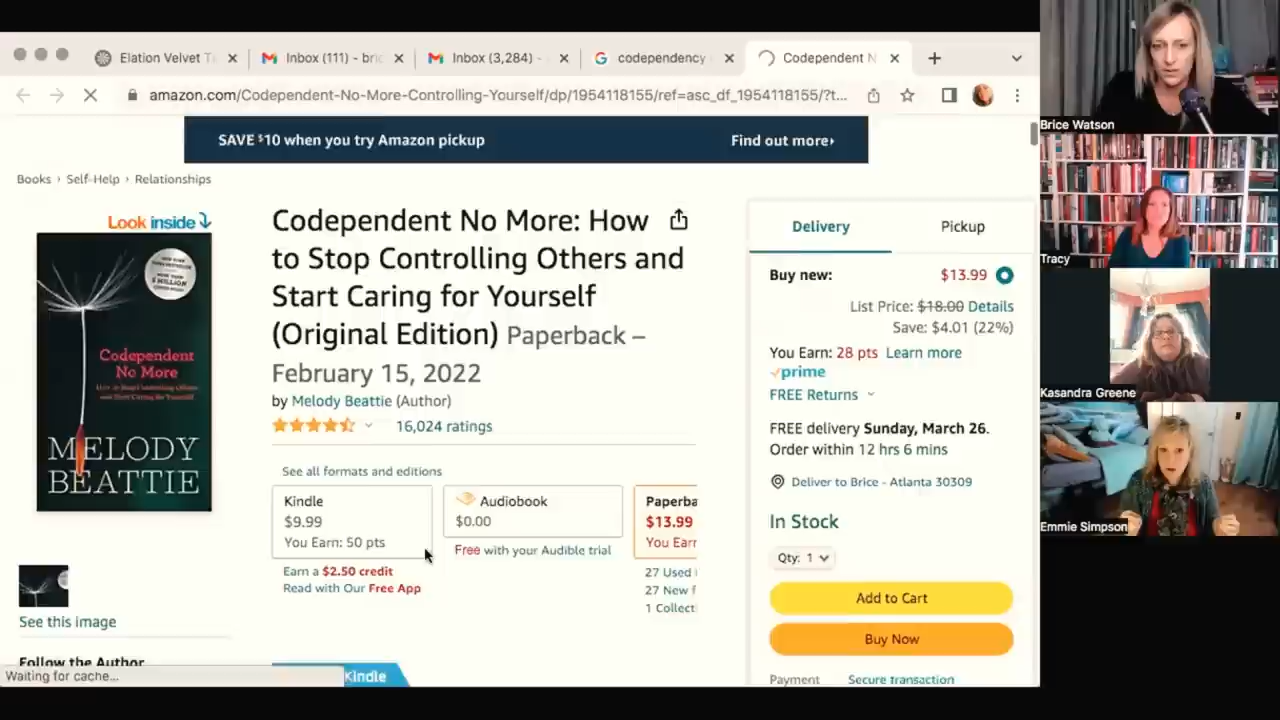 Elation Velvet T
Inbox (111) - bric
Inbox (3,284) -
codependency
Codependent N
amazon.com/Codependent-No-More-Controlling-Yourself/dp/1954118155/ref=asc_df_1954118155/?t...
SAVE $10 when you try Amazon pickup
Find out more›
Books › Self-Help › Relationships
Look inside
Codependent
No More
MELODY
BEATTIE
See this image
Follow the Author
Waiting for cache...
Codependent No More: How
to Stop Controlling Others and
Start Caring for Yourself
(Original Edition) Paperback –
February 15, 2022
by Melody Beattie (Author)
16,024 ratings
See all formats and editions
Kindle
$9.99
You Earn: 50 pts
Earn a $2.50 credit
Read with Our Free App
Audiobook
$0.00
Free with your Audible trial
Paperba
$13.99
You Earn
27 Used
27 New f
1 Collect
Kindle
Delivery
Pickup
Buy new: $13.99
List Price: $18.00 Details
Save: $4.01 (22%)
You Earn: 28 pts Learn more
prime
FREE Returns
FREE delivery Sunday, March 26.
Order within 12 hrs 6 mins
Deliver to Brice - Atlanta 30309
In Stock
Qty: 1
Add to Cart
Buy Now
Payment Secure transaction
Brice Watson
Tracy
Kasandra Greene
Emmie Simpson